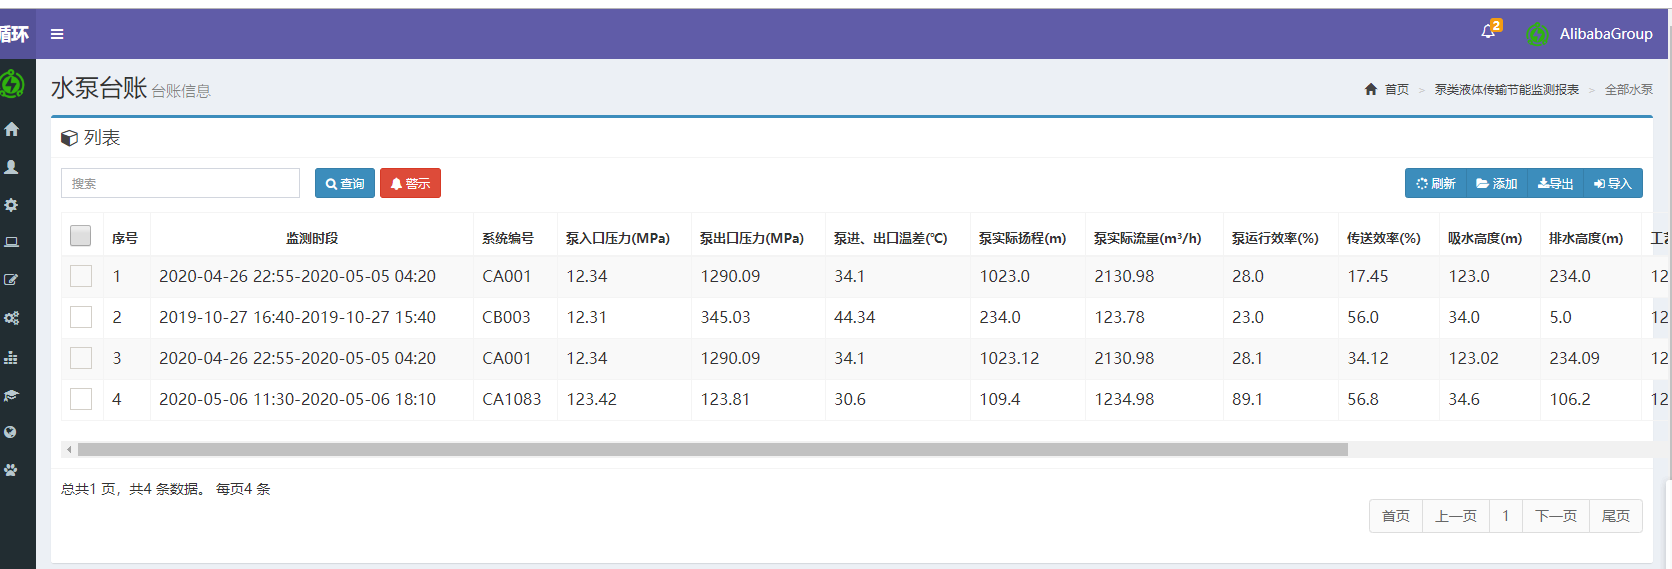 循环
2
AlibabaGroup
水泵台账 台账信息
首页 > 泵类液体传输节能监测报表 > 全部水泵
列表
搜索 查询 警示 刷新 添加 导出 导入
序号 监测时段 系统编号 泵入口压力(MPa) 泵出口压力(MPa) 泵进、出口温差(℃) 泵实际扬程(m) 泵实际流量(m³/h) 泵运行效率(%) 传送效率(%) 吸水高度(m) 排水高度(m) 工
1 2020-04-26 22:55-2020-05-05 04:20 CA001 12.34 1290.09 34.1 1023.0 2130.98 28.0 17.45 123.0 234.0 12
2 2019-10-27 16:40-2019-10-27 15:40 CB003 12.31 345.03 44.34 234.0 123.78 23.0 56.0 34.0 5.0 12
3 2020-04-26 22:55-2020-05-05 04:20 CA001 12.34 1290.09 34.1 1023.12 2130.98 28.1 34.12 123.02 234.09 12
4 2020-05-06 11:30-2020-05-06 18:10 CA1083 123.42 123.81 30.6 109.4 1234.98 89.1 56.8 34.6 106.2 12
总共1 页，共4 条数据。 每页4 条
首页 上一页 1 下一页 尾页